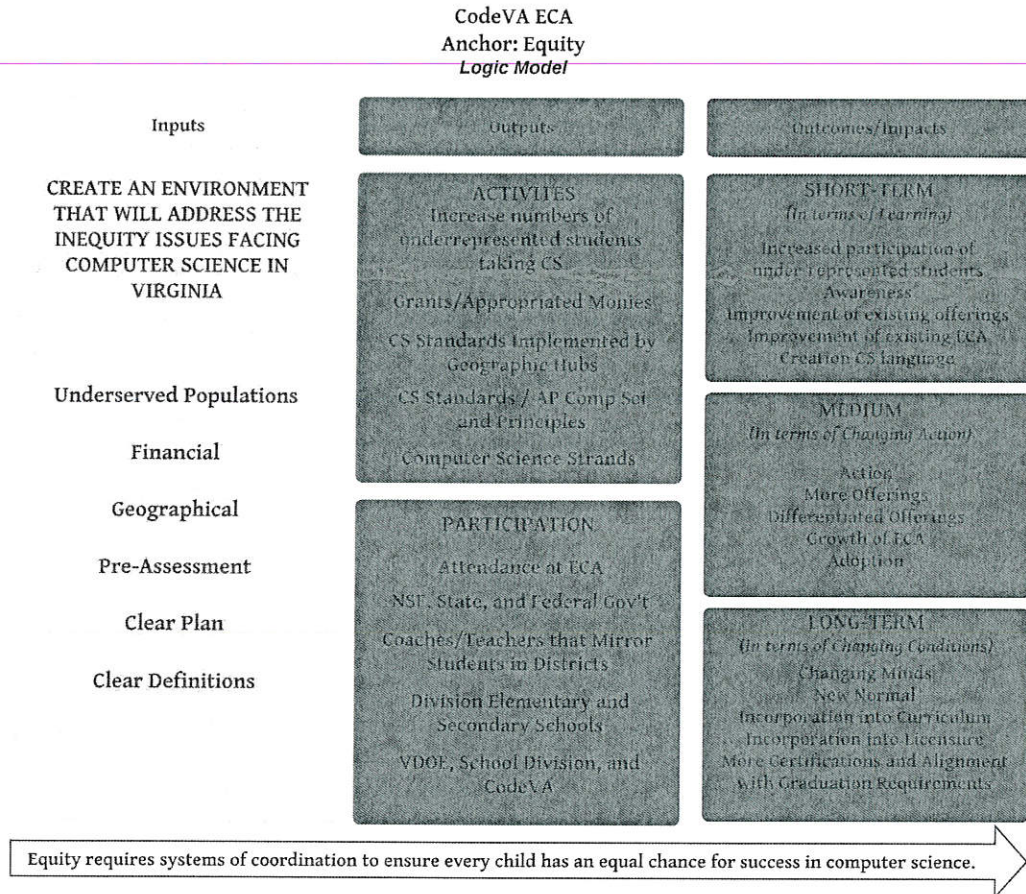 CodeVA ECA
Anchor: Equity
Logic Model
Inputs
CREATE AN ENVIRONMENT
THAT WILL ADDRESS THE
INEQUITY ISSUES FACING
COMPUTER SCIENCE IN
VIRGINIA
Underserved Populations
Financial
Geographical
Pre-Assessment
Clear Plan
Clear Definitions
Outputs
ACTIVITES
Increase numbers of
underrepresented students
taking CS
Grants/Appropriated Monies
CS Standards Implemented by
Geographic Hubs
CS Standards / AP Comp Sci
and Principles
Computer Science Strands
PARTICIPATION
Attendance at ECA
NSF, State, and Federal Gov't
Coaches/Teachers that Mirror
Students in Districts
Division Elementary and
Secondary Schools
VDOE, School Division, and
CodeVA
Outcomes/Impacts
SHORT-TERM
(In terms of Learning)
Increased participation of
under represented students
Awareness
Improvement of existing offerings
Improvement of existing ECA
Creation CS language
MEDIUM
(In terms of Changing Action)
Action
More Offerings
Differentiated Offerings
Growth of ECA
Adoption
LONG-TERM
(In terms of Changing Conditions)
Changing Minds
New Normal
Incorporation into Curriculum
Incorporation into Licensure
More Certifications and Alignment
with Graduation Requirements
Equity requires systems of coordination to ensure every child has an equal chance for success in computer science.